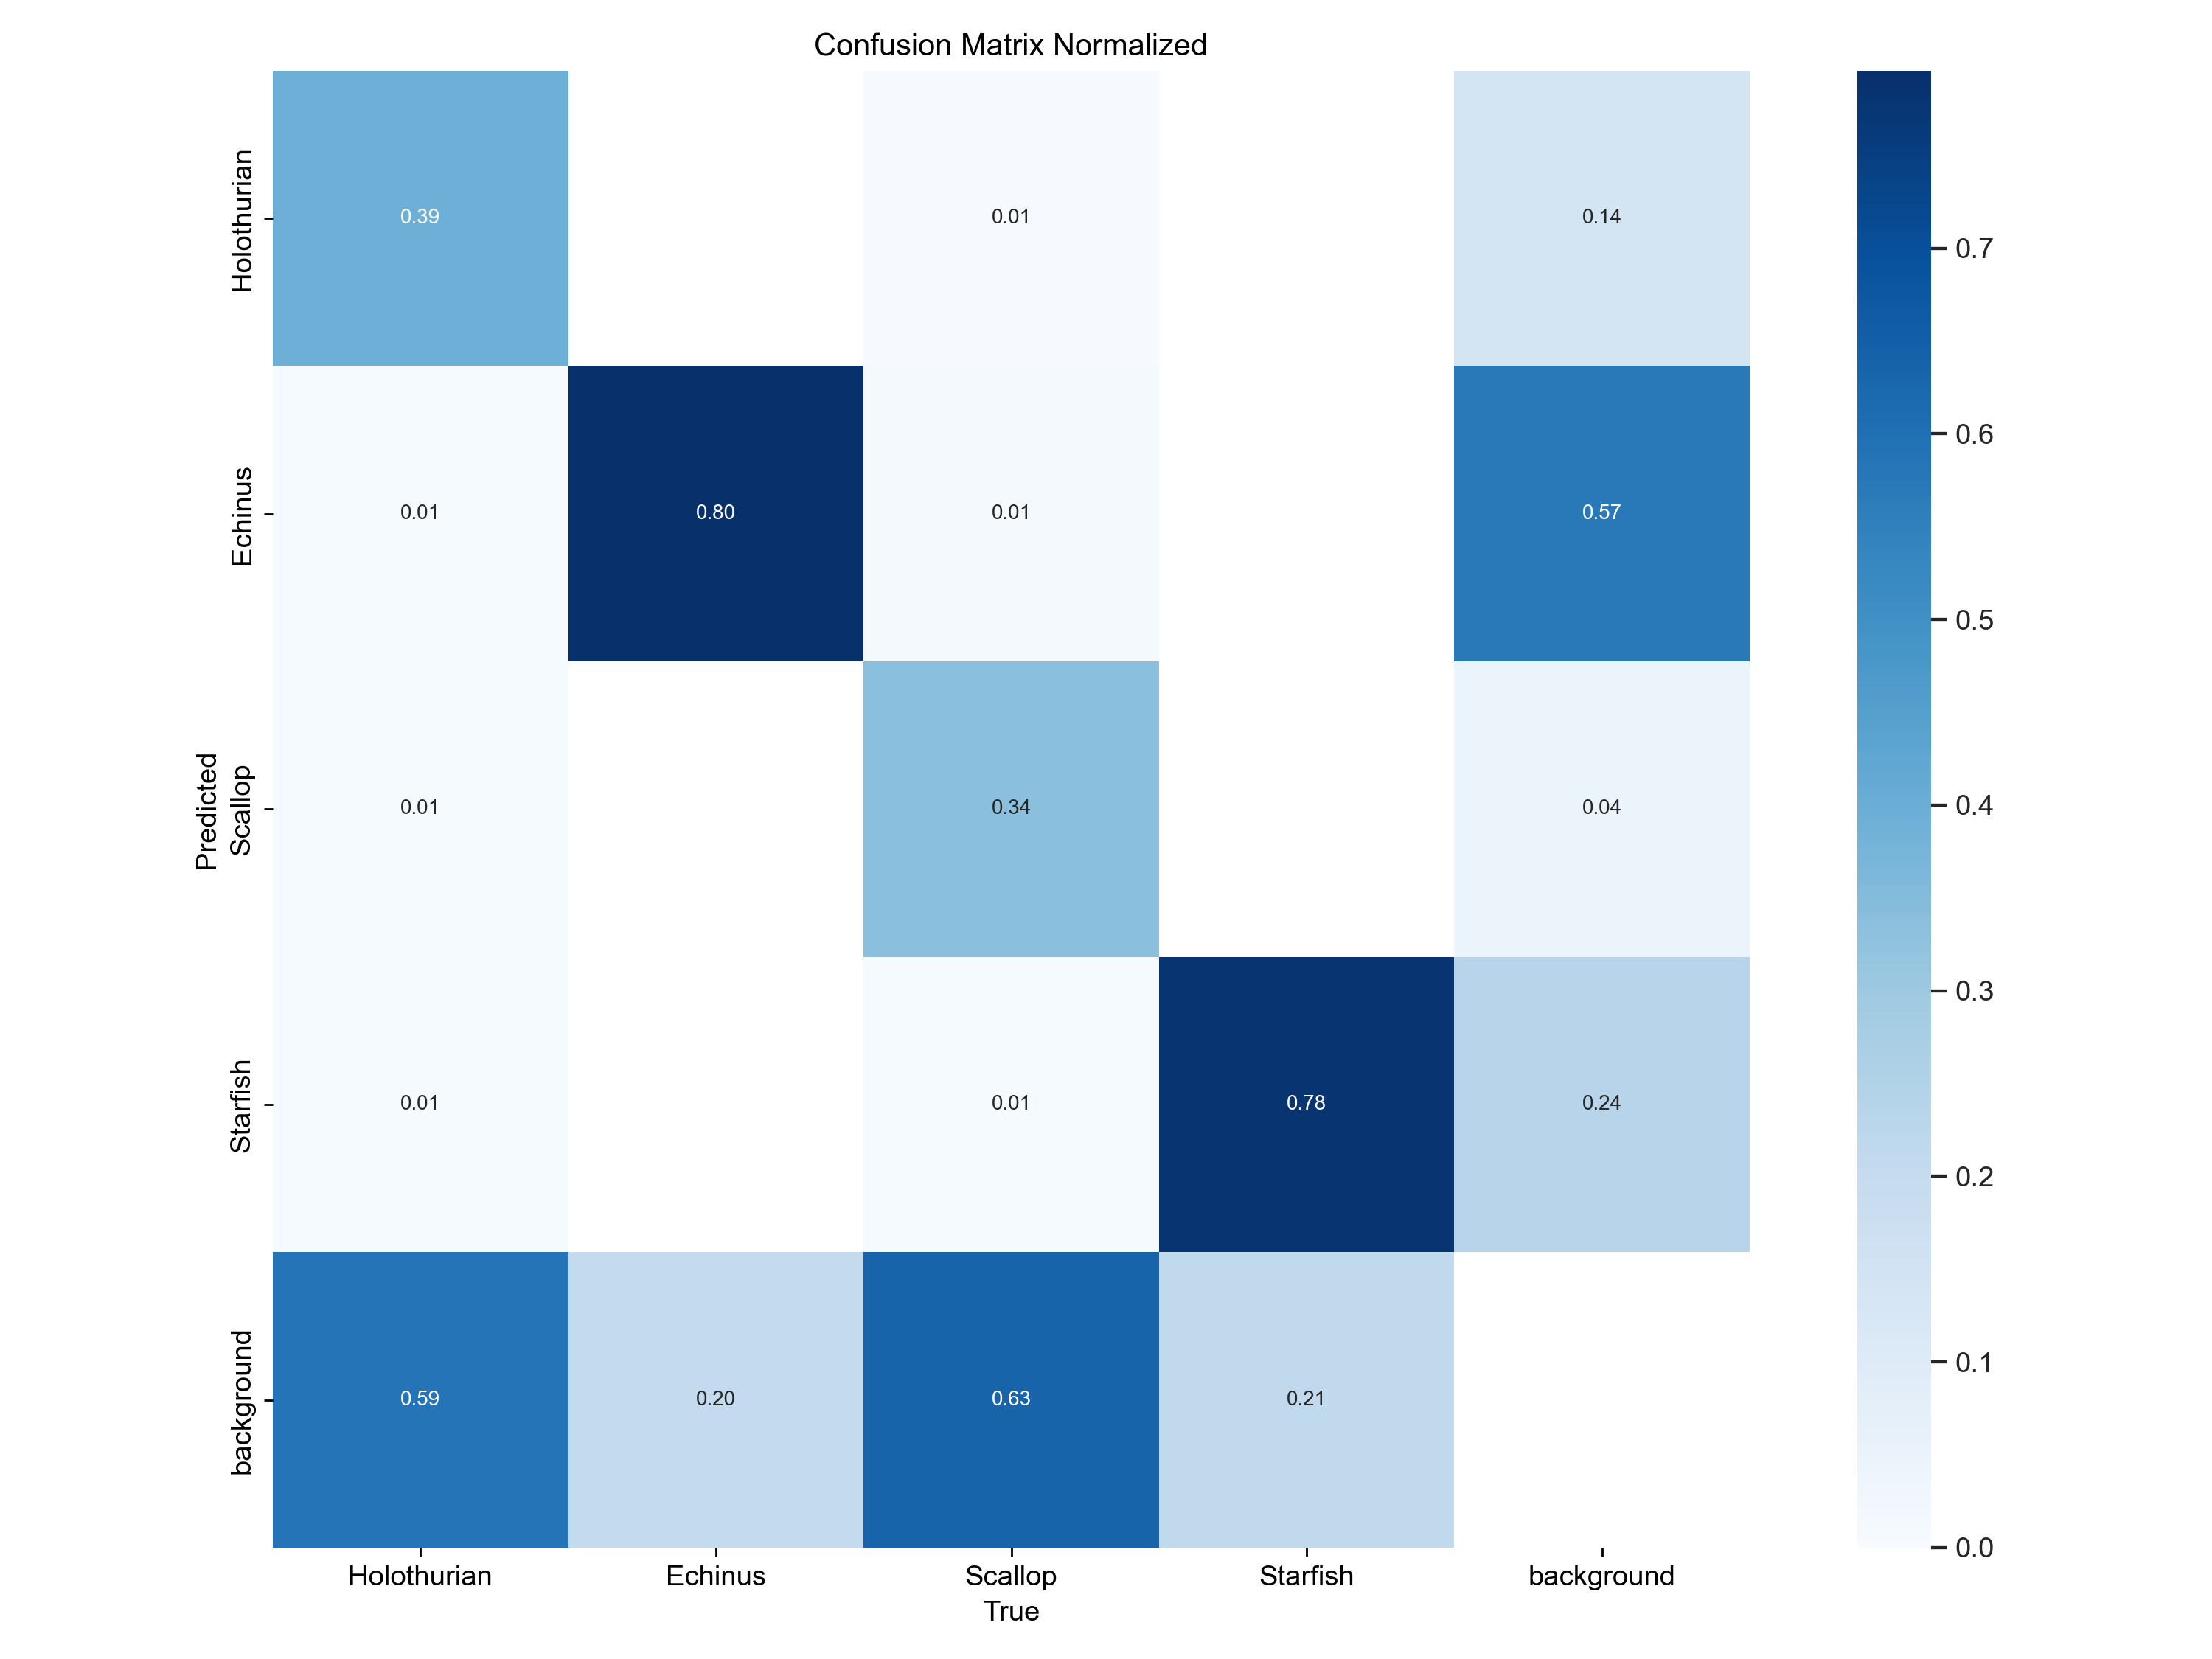 Confusion Matrix Normalized
Holothurian
0.39
0.01
0.14
0.7
0.6
Echinus
0.01
0.80
0.01
0.57
0.5
0.4
Predicted
Scallop
0.01
0.34
0.04
0.3
Starfish
0.01
0.01
0.78
0.24
0.2
0.1
background
0.59
0.20
0.63
0.21
0.0
Holothurian
Echinus
Scallop
Starfish
background
True